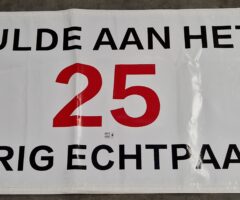 ULDE AAN HET
25
RIG ECHTPAA